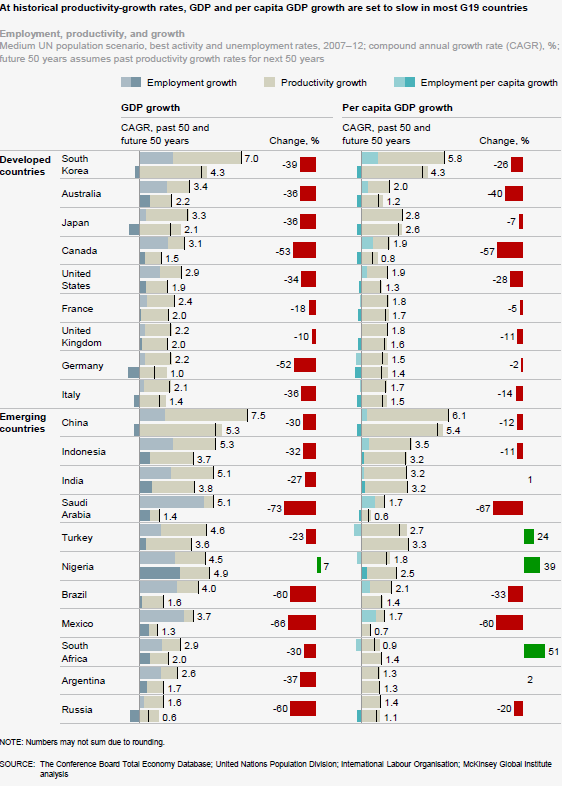 At historical productivity-growth rates, GDP and per capita GDP growth are set to slow in most G19 countries
Employment, productivity, and growth
Medium UN population scenario, best activity and unemployment rates, 2007–12; compound annual growth rate (CAGR), %;
future 50 years assumes past productivity growth rates for next 50 years
Employment growth Productivity growth Employment per capita growth
GDP growth Per capita GDP growth
CAGR, past 50 and
future 50 years Change, % CAGR, past 50 and
future 50 years Change, %
Developed
countries
South
Korea 7.0 4.3 -39 5.8 4.3 -26
Australia 3.4 2.2 -36 2.0 1.2 -40
Japan 3.3 2.1 -36 2.8 2.6 -7
Canada 3.1 1.5 -53 1.9 0.8 -57
United
States 2.9 1.9 -34 1.9 1.3 -28
France 2.4 2.0 -18 1.8 1.7 -5
United
Kingdom 2.2 2.0 -10 1.8 1.6 -11
Germany 2.2 1.0 -52 1.5 1.4 -2
Italy 2.1 1.4 -36 1.7 1.5 -14
Emerging
countries
China 7.5 5.3 -30 6.1 5.4 -12
Indonesia 5.3 3.7 -32 3.5 3.2 -11
India 5.1 3.8 -27 3.2 3.2 1
Saudi
Arabia 5.1 1.4 -73 1.7 0.6 -67
Turkey 4.6 3.6 -23 2.7 3.3 24
Nigeria 4.5 4.9 7 1.8 2.5 39
Brazil 4.0 1.6 -60 2.1 1.4 -33
Mexico 3.7 1.3 -66 1.7 0.7 -60
South
Africa 2.9 2.0 -30 0.9 1.4 51
Argentina 2.6 1.7 -37 1.3 1.3 2
Russia 1.6 0.6 -60 1.4 1.1 -20
NOTE: Numbers may not sum due to rounding.
SOURCE: The Conference Board Total Economy Database; United Nations Population Division; International Labour Organisation; McKinsey Global Institute
analysis